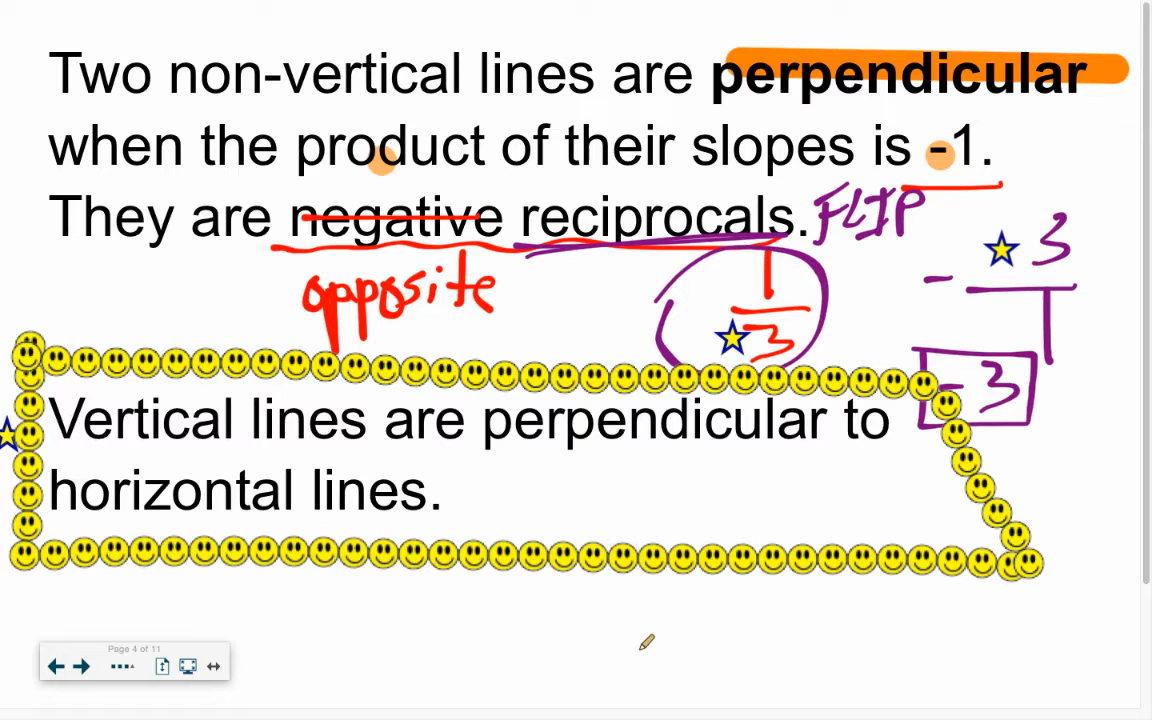 Two non-vertical lines are perpendicular
when the product of their slopes is -1.
They are negative reciprocals. FLIP
opposite
1
3
- 3
1
- 3
Vertical lines are perpendicular to
horizontal lines.
Page 4 of 11